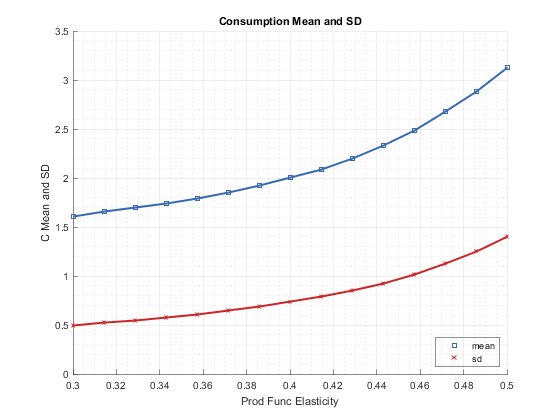 Consumption Mean and SD
3.5
3
2.5
2
1.5
1
0.5
0
C Mean and SD
mean
sd
0.3 0.32 0.34 0.36 0.38 0.4 0.42 0.44 0.46 0.48 0.5
Prod Func Elasticity